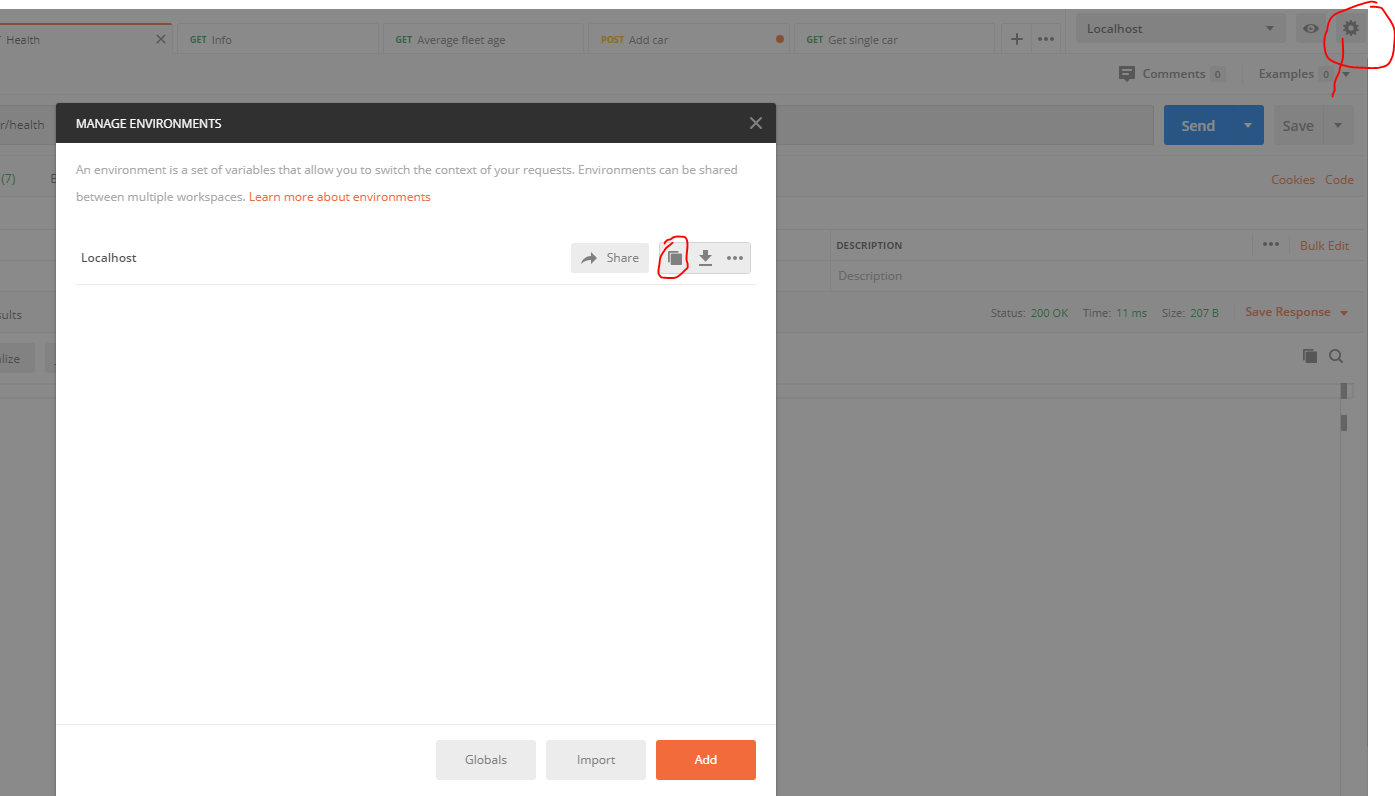 Health
GET Info
GET Average fleet age
POST Add car
GET Get single car
Localhost
Comments 0
Examples 0
r/health
Send
Save
MANAGE ENVIRONMENTS
An environment is a set of variables that allow you to switch the context of your requests. Environments can be shared
between multiple workspaces. Learn more about environments
(7)
Cookies Code
Localhost
Share
DESCRIPTION
Bulk Edit
Description
sults
Status: 200 OK Time: 11 ms Size: 207 B Save Response
lize
Globals
Import
Add